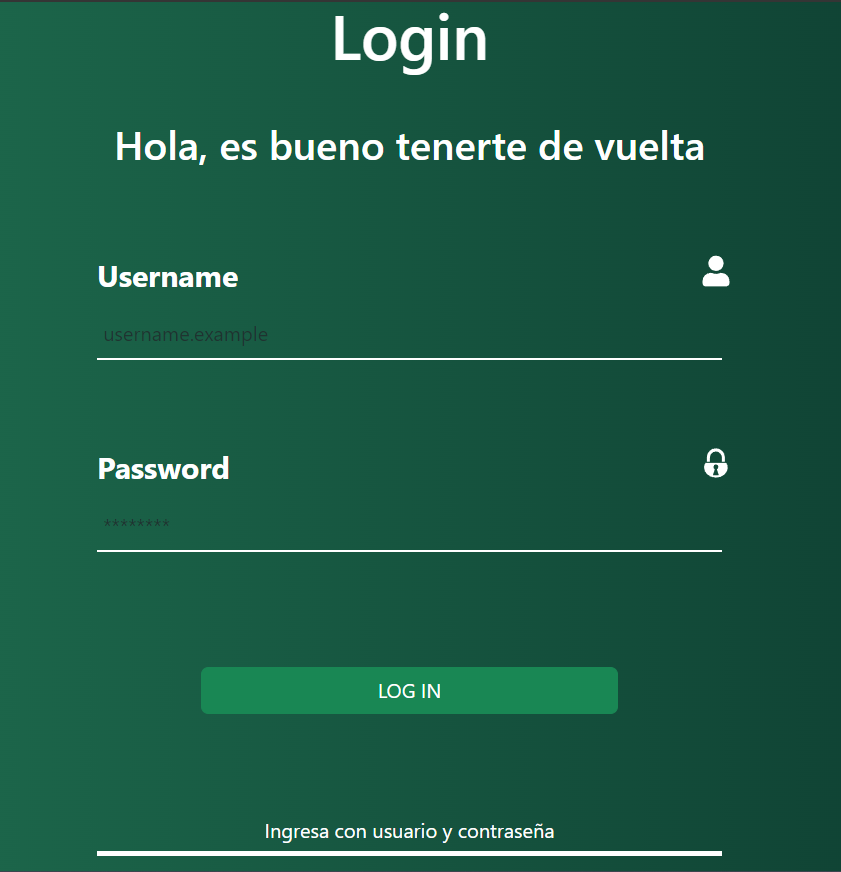 Login
Hola, es bueno tenerte de vuelta
Username
username.example
Password
********
LOG IN
Ingresa con usuario y contraseña